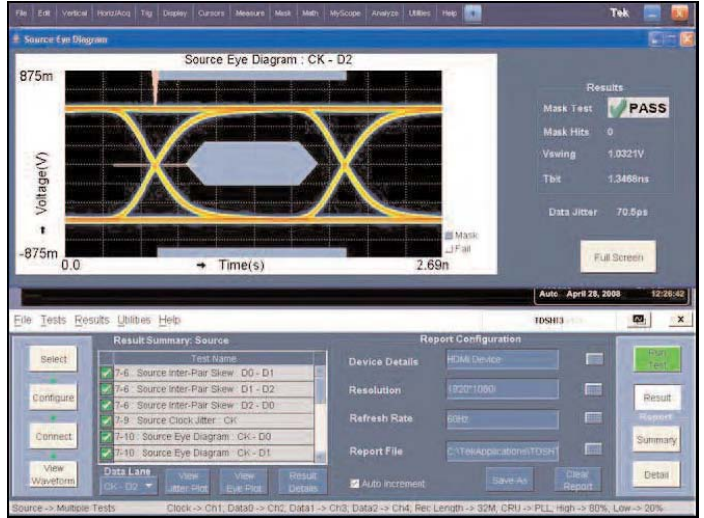 File Edit Vertical Horiz/Acq Trig Display Cursors Measure Mask Math MyScope Analyze Utilities Help Tek
Source Eye Diagram
Source Eye Diagram : CK - D2
875m
Voltage(V)
-875m
0.0
Time(s)
2.69n
Mask
Fail
Results
Mask Test PASS
Mask Hits 0
Vswing 1.0321V
Tbit 1.3468ns
Data Jitter 70.5ps
Full Screen
Auto April 28, 2008 12:26:42
File Tests Results Utilities Help TDSHT3 x
Select
Configure
Connect
View Waveform
Result Summary: Source
Test Name
7-6 : Source Inter-Pair Skew : D0 - D1
7-6 : Source Inter-Pair Skew : D1 - D2
7-6 : Source Inter-Pair Skew : D2 - D0
7-9 : Source Clock Jitter : CK
7-10 : Source Eye Diagram : CK - D0
7-10 : Source Eye Diagram : CK - D1
Data Lane
CK - D2
View Jitter Plot
View Eye Plot
Result Details
Report Configuration
Device Details HDMI Device
Resolution 1920*1080i
Refresh Rate 60Hz
Report File C:\TekApplications\TDSHT
Auto Increment
Save As
Clear Report
Run Test
Result
Report
Summary
Detail
Source -> Multiple Tests Clock -> Ch1, Data0 -> Ch2, Data1 -> Ch3, Data2 -> Ch4; Rec Length -> 32M, CRU -> PLL, High -> 80%, Low -> 20%